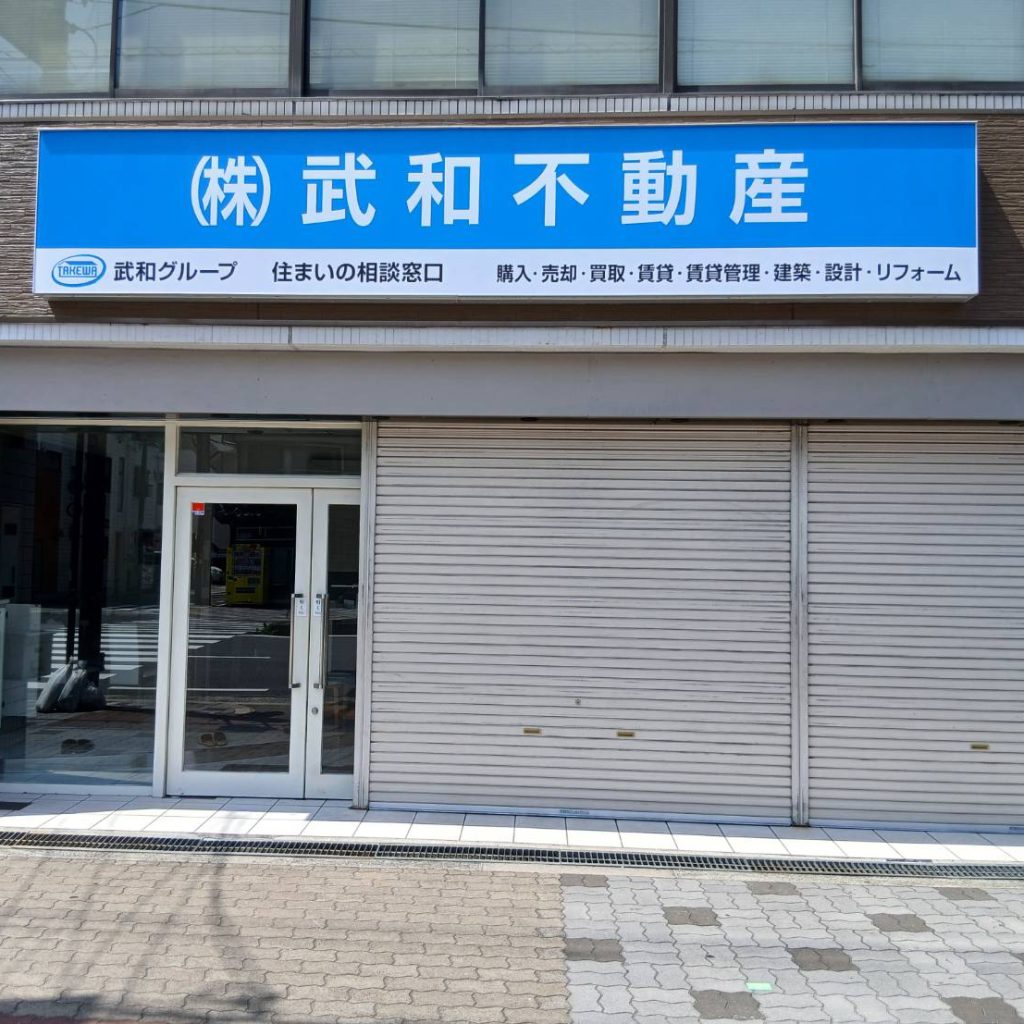 ㈱武和不動産
TAKEWA 武和グループ 住まいの相談窓口 購入・売却・買取・賃貸・賃貸管理・建築・設計・リフォーム